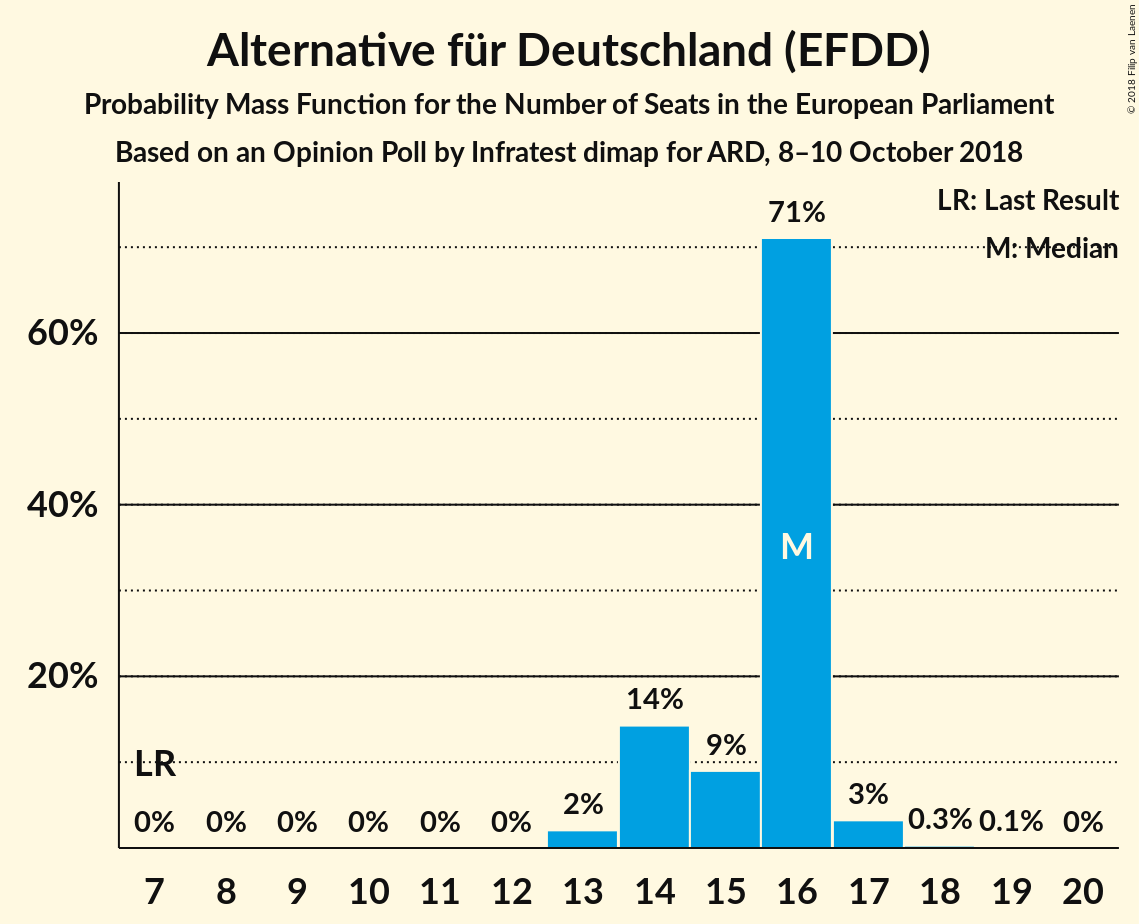 Alternative für Deutschland (EFDD)
Probability Mass Function for the Number of Seats in the European Parliament
Based on an Opinion Poll by Infratest dimap for ARD, 8–10 October 2018
© 2018 Filip van Laenen
LR: Last Result
M: Median
71%
60%
40%
M
20%
14%
9%
LR
2%
3%
0% 0% 0% 0% 0% 0% 0.3% 0.1% 0%
7 8 9 10 11 12 13 14 15 16 17 18 19 20